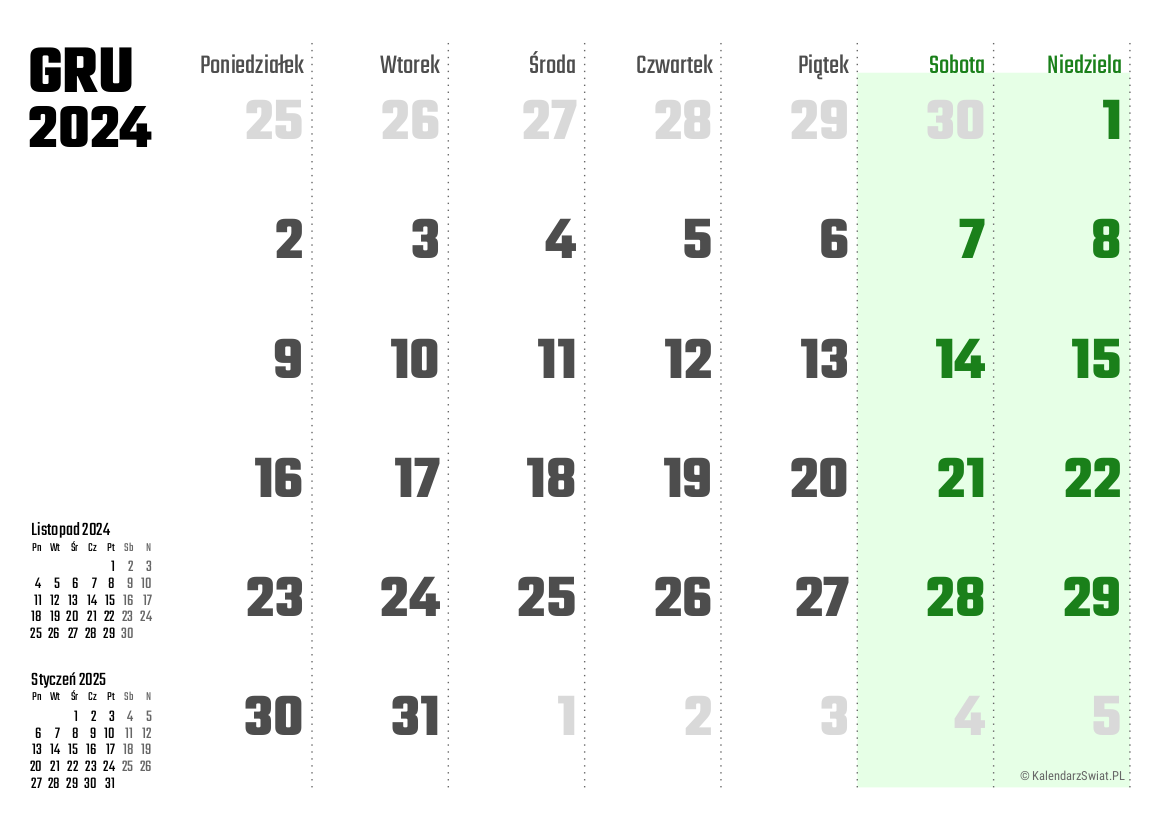 GRU
2024
Poniedziałek Wtorek Środa Czwartek Piątek Sobota Niedziela
25 26 27 28 29 30 1
2 3 4 5 6 7 8
9 10 11 12 13 14 15
16 17 18 19 20 21 22
23 24 25 26 27 28 29
30 31 1 2 3 4 5
Listopad 2024
Pn Wt Śr Cz Pt Sb N
1 2 3
4 5 6 7 8 9 10
11 12 13 14 15 16 17
18 19 20 21 22 23 24
25 26 27 28 29 30
Styczeń 2025
Pn Wt Śr Cz Pt Sb N
1 2 3 4 5
6 7 8 9 10 11 12
13 14 15 16 17 18 19
20 21 22 23 24 25 26
27 28 29 30 31
© KalendarzSwiat.PL